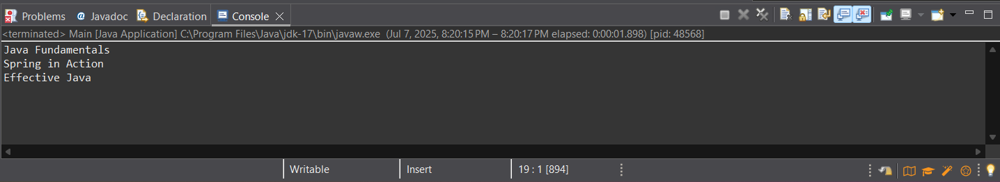 Problems @ Javadoc Declaration Console
<terminated> Main [Java Application] C:\Program Files\Java\jdk-17\bin\javaw.exe (Jul 7, 2025, 8:20:15 PM – 8:20:17 PM elapsed: 0:00:01.898) [pid: 48568]
Java Fundamentals
Spring in Action
Effective Java
Writable Insert 19 : 1 [894]